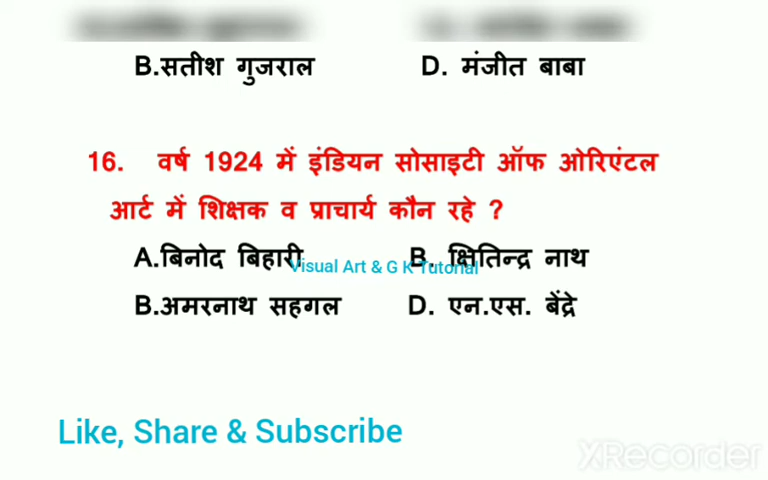 B.सतीश गुजराल D. मंजीत बाबा
16. वर्ष 1924 में इंडियन सोसाइटी ऑफ ओरिएंटल
आर्ट में शिक्षक व प्राचार्य कौन रहे ?
A.बिनोद बिहारी B. क्षितिन्द्र नाथ
Visual Art & G K Tutorial
B.अमरनाथ सहगल D. एन.एस. बेंद्रे
Like, Share & Subscribe
XRecorder